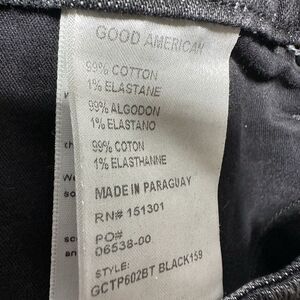 GOOD AMERICAN
99% COTTON
1% ELASTANE
99% ALGODON
1% ELASTANO
99% COTON
1% ELASTHANNE
MADE IN PARAGUAY
RN# 151301
PO#
06538-00
STYLE:
GCTP602BT BLACK159